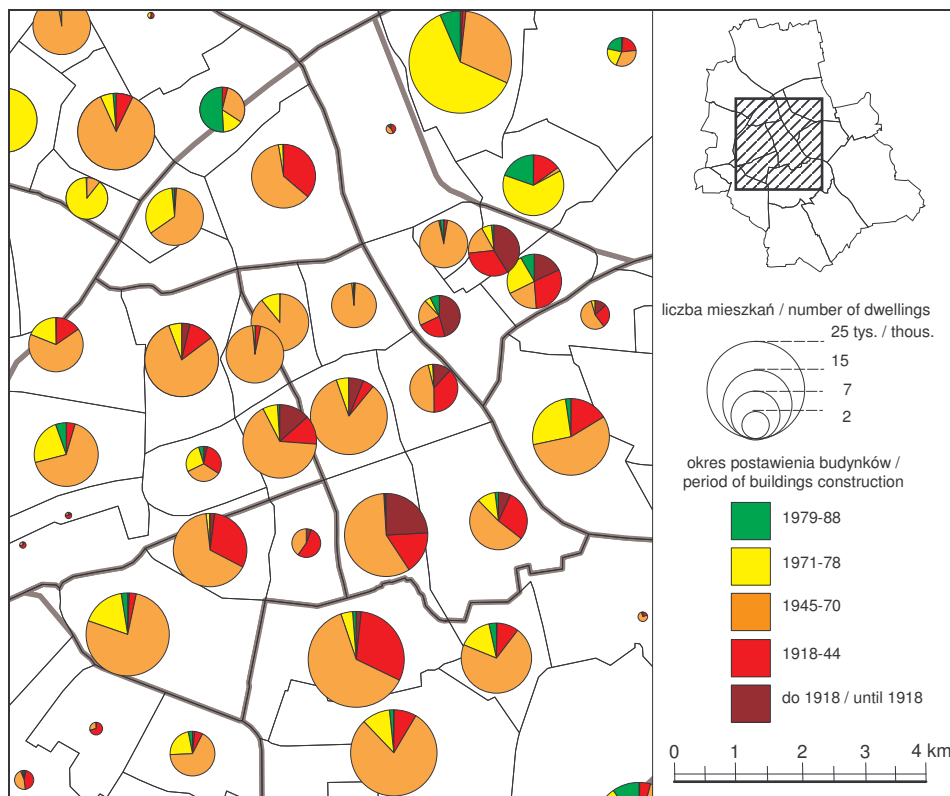 liczba mieszkań / number of dwellings
25 tys. / thous.
15
7
2
okres postawienia budynków /
period of buildings construction
1979-88
1971-78
1945-70
1918-44
do 1918 / until 1918
0 1 2 3 4 km